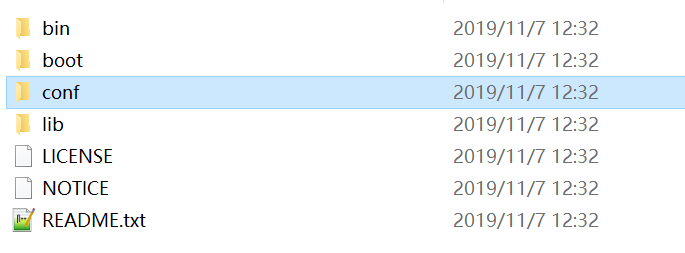 bin 2019/11/7 12:32
boot 2019/11/7 12:32
conf 2019/11/7 12:32
lib 2019/11/7 12:32
LICENSE 2019/11/7 12:32
NOTICE 2019/11/7 12:32
README.txt 2019/11/7 12:32